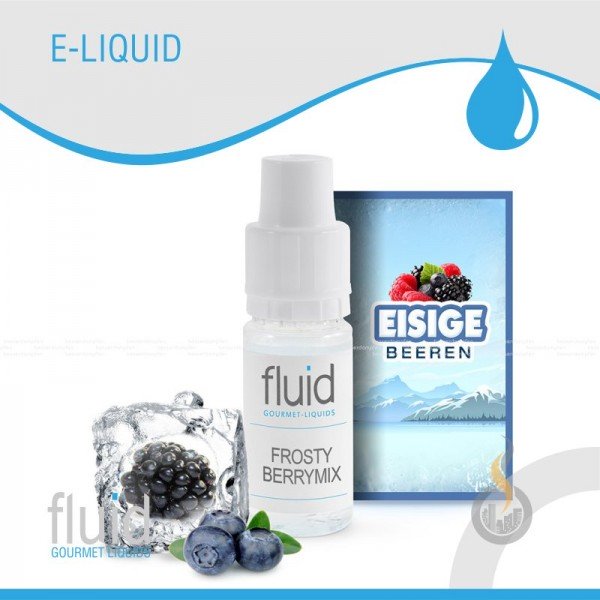 E-LIQUID
EISIGE
BEEREN
fluid
GOURMET-LIQUIDS
FROSTY
BERRYMIX
fluid
GOURMET LIQUIDS